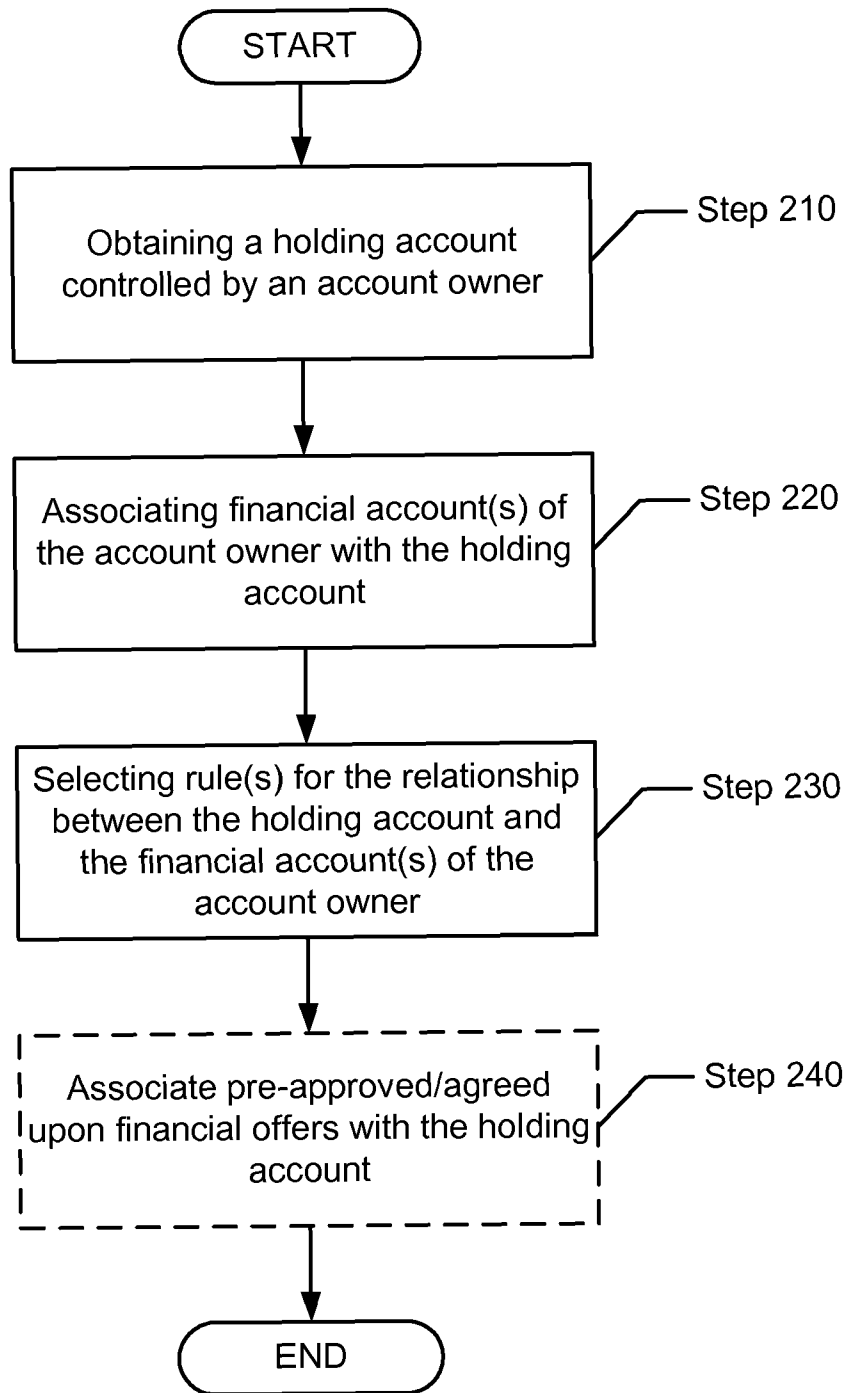 START
Obtaining a holding account
controlled by an account owner
Step 210
Associating financial account(s) of
the account owner with the holding
account
Step 220
Selecting rule(s) for the relationship
between the holding account and
the financial account(s) of the
account owner
Step 230
Associate pre-approved/agreed
upon financial offers with the holding
account
Step 240
END